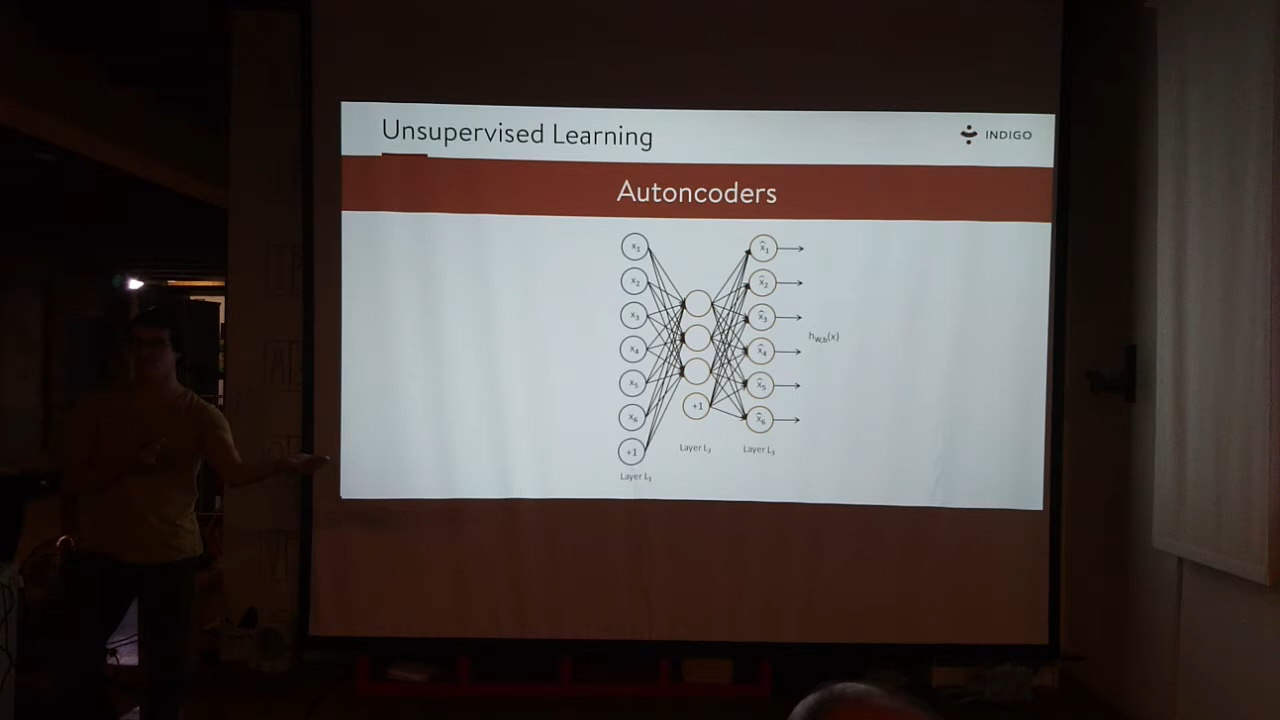 Unsupervised Learning
INDIGO
Autoncoders
x₁ x̂₁
x₂ x̂₂
x₃ x̂₃
h_W,b(x)
x₄ x̂₄
x₅ x̂₅
+1
x₆ x̂₆
+1
Layer L₂ Layer L₃
Layer L₁